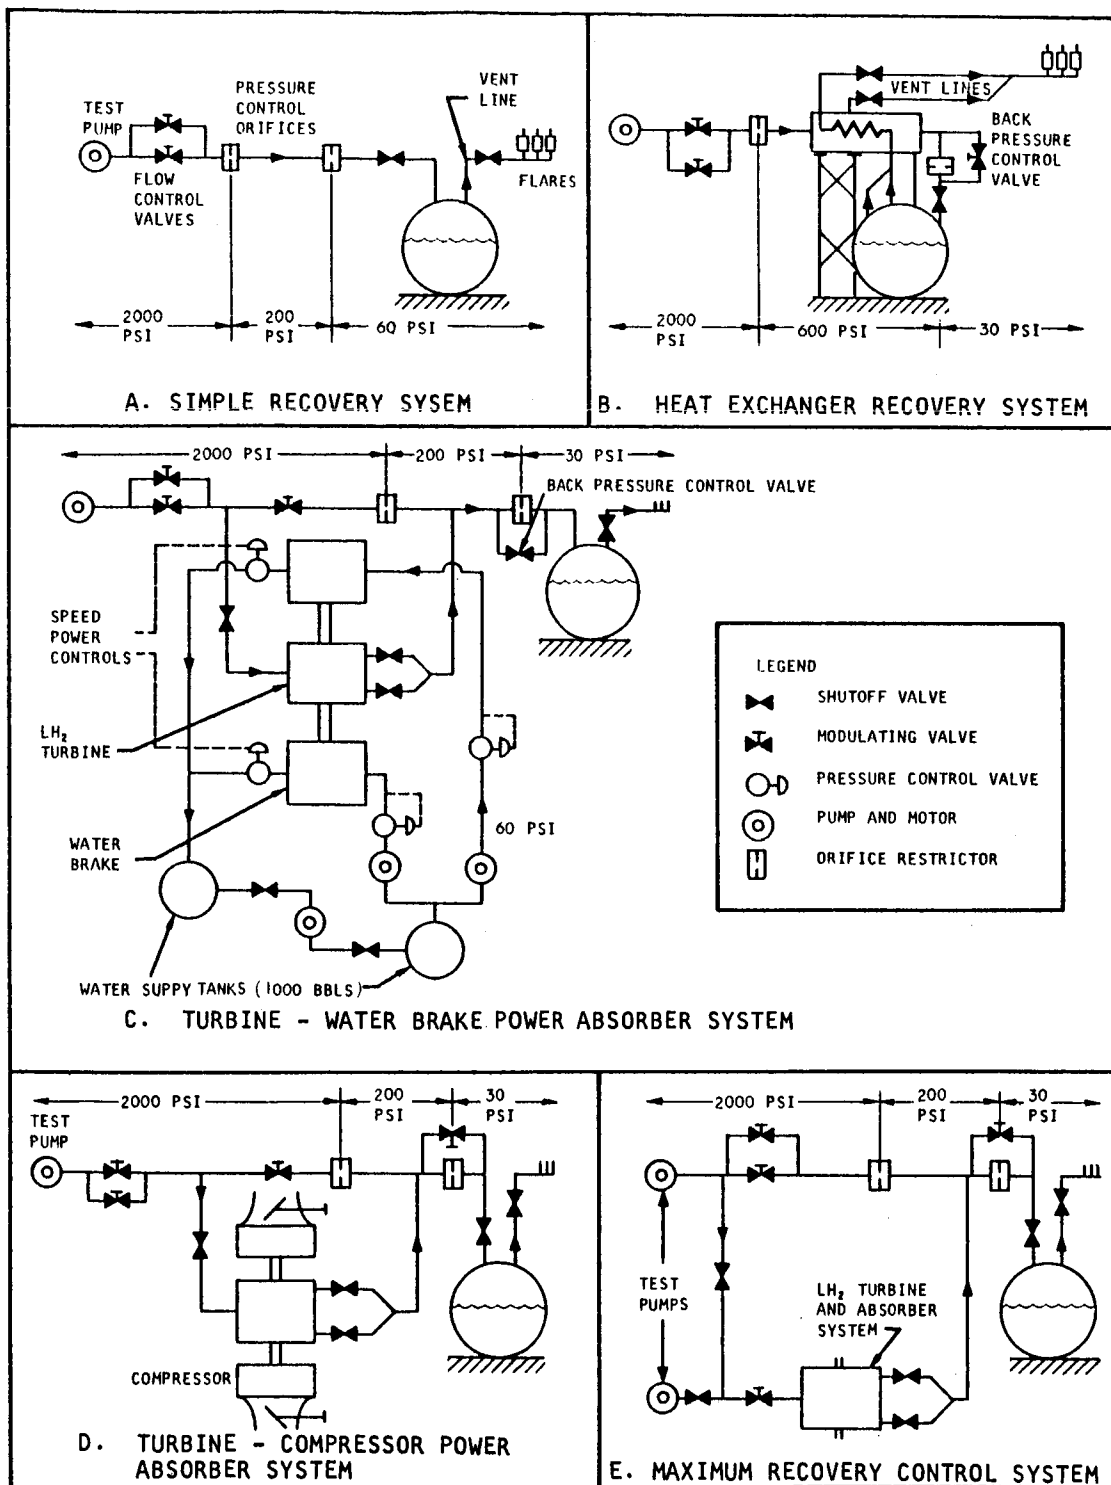 TEST
PUMP
PRESSURE
CONTROL
ORIFICES
VENT
LINE
FLOW
CONTROL
VALVES
FLARES
2000
PSI
200
PSI
60 PSI
A. SIMPLE RECOVERY SYSEM
VENT LINES
BACK
PRESSURE
CONTROL
VALVE
2000
PSI
600 PSI
30 PSI
B. HEAT EXCHANGER RECOVERY SYSTEM
2000 PSI
200 PSI
30 PSI
BACK PRESSURE CONTROL VALVE
SPEED
POWER
CONTROLS
LH₂
TURBINE
WATER
BRAKE
60 PSI
WATER SUPPY TANKS (1000 BBLS)
C. TURBINE - WATER BRAKE POWER ABSORBER SYSTEM
LEGEND
SHUTOFF VALVE
MODULATING VALVE
PRESSURE CONTROL VALVE
PUMP AND MOTOR
ORIFICE RESTRICTOR
TEST
PUMP
2000 PSI
200
PSI
30
PSI
COMPRESSOR
D. TURBINE - COMPRESSOR POWER
ABSORBER SYSTEM
2000 PSI
200
PSI
30
PSI
TEST
PUMPS
LH₂ TURBINE
AND ABSORBER
SYSTEM
E. MAXIMUM RECOVERY CONTROL SYSTEM